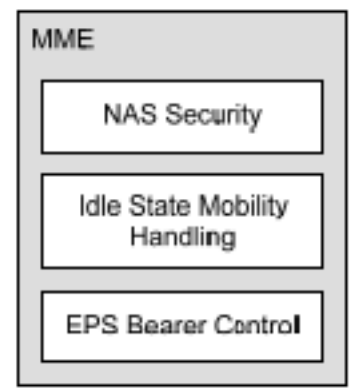 MME
NAS Security
Idle State Mobility
Handling
EPS Bearer Control